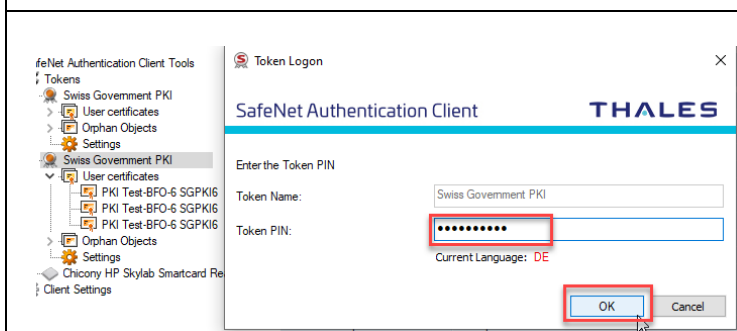 feNet Authentication Client Tools
Tokens
Swiss Government PKI
User certificates
Orphan Objects
Settings
Swiss Government PKI
User certificates
PKI Test-BFO-6 SGPKI6
PKI Test-BFO-6 SGPKI6
PKI Test-BFO-6 SGPKI6
Orphan Objects
Settings
Chicony HP Skylab Smartcard Re
Client Settings
Token Logon
SafeNet Authentication Client THALES
Enter the Token PIN
Token Name: Swiss Government PKI
Token PIN: ••••••••••
Current Language: DE
OK Cancel